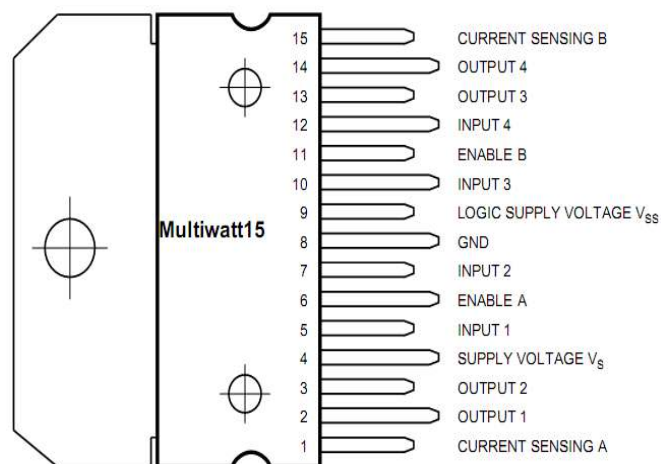 15 CURRENT SENSING B
14 OUTPUT 4
13 OUTPUT 3
12 INPUT 4
11 ENABLE B
10 INPUT 3
9 LOGIC SUPPLY VOLTAGE VSS
Multiwatt15
8 GND
7 INPUT 2
6 ENABLE A
5 INPUT 1
4 SUPPLY VOLTAGE VS
3 OUTPUT 2
2 OUTPUT 1
1 CURRENT SENSING A